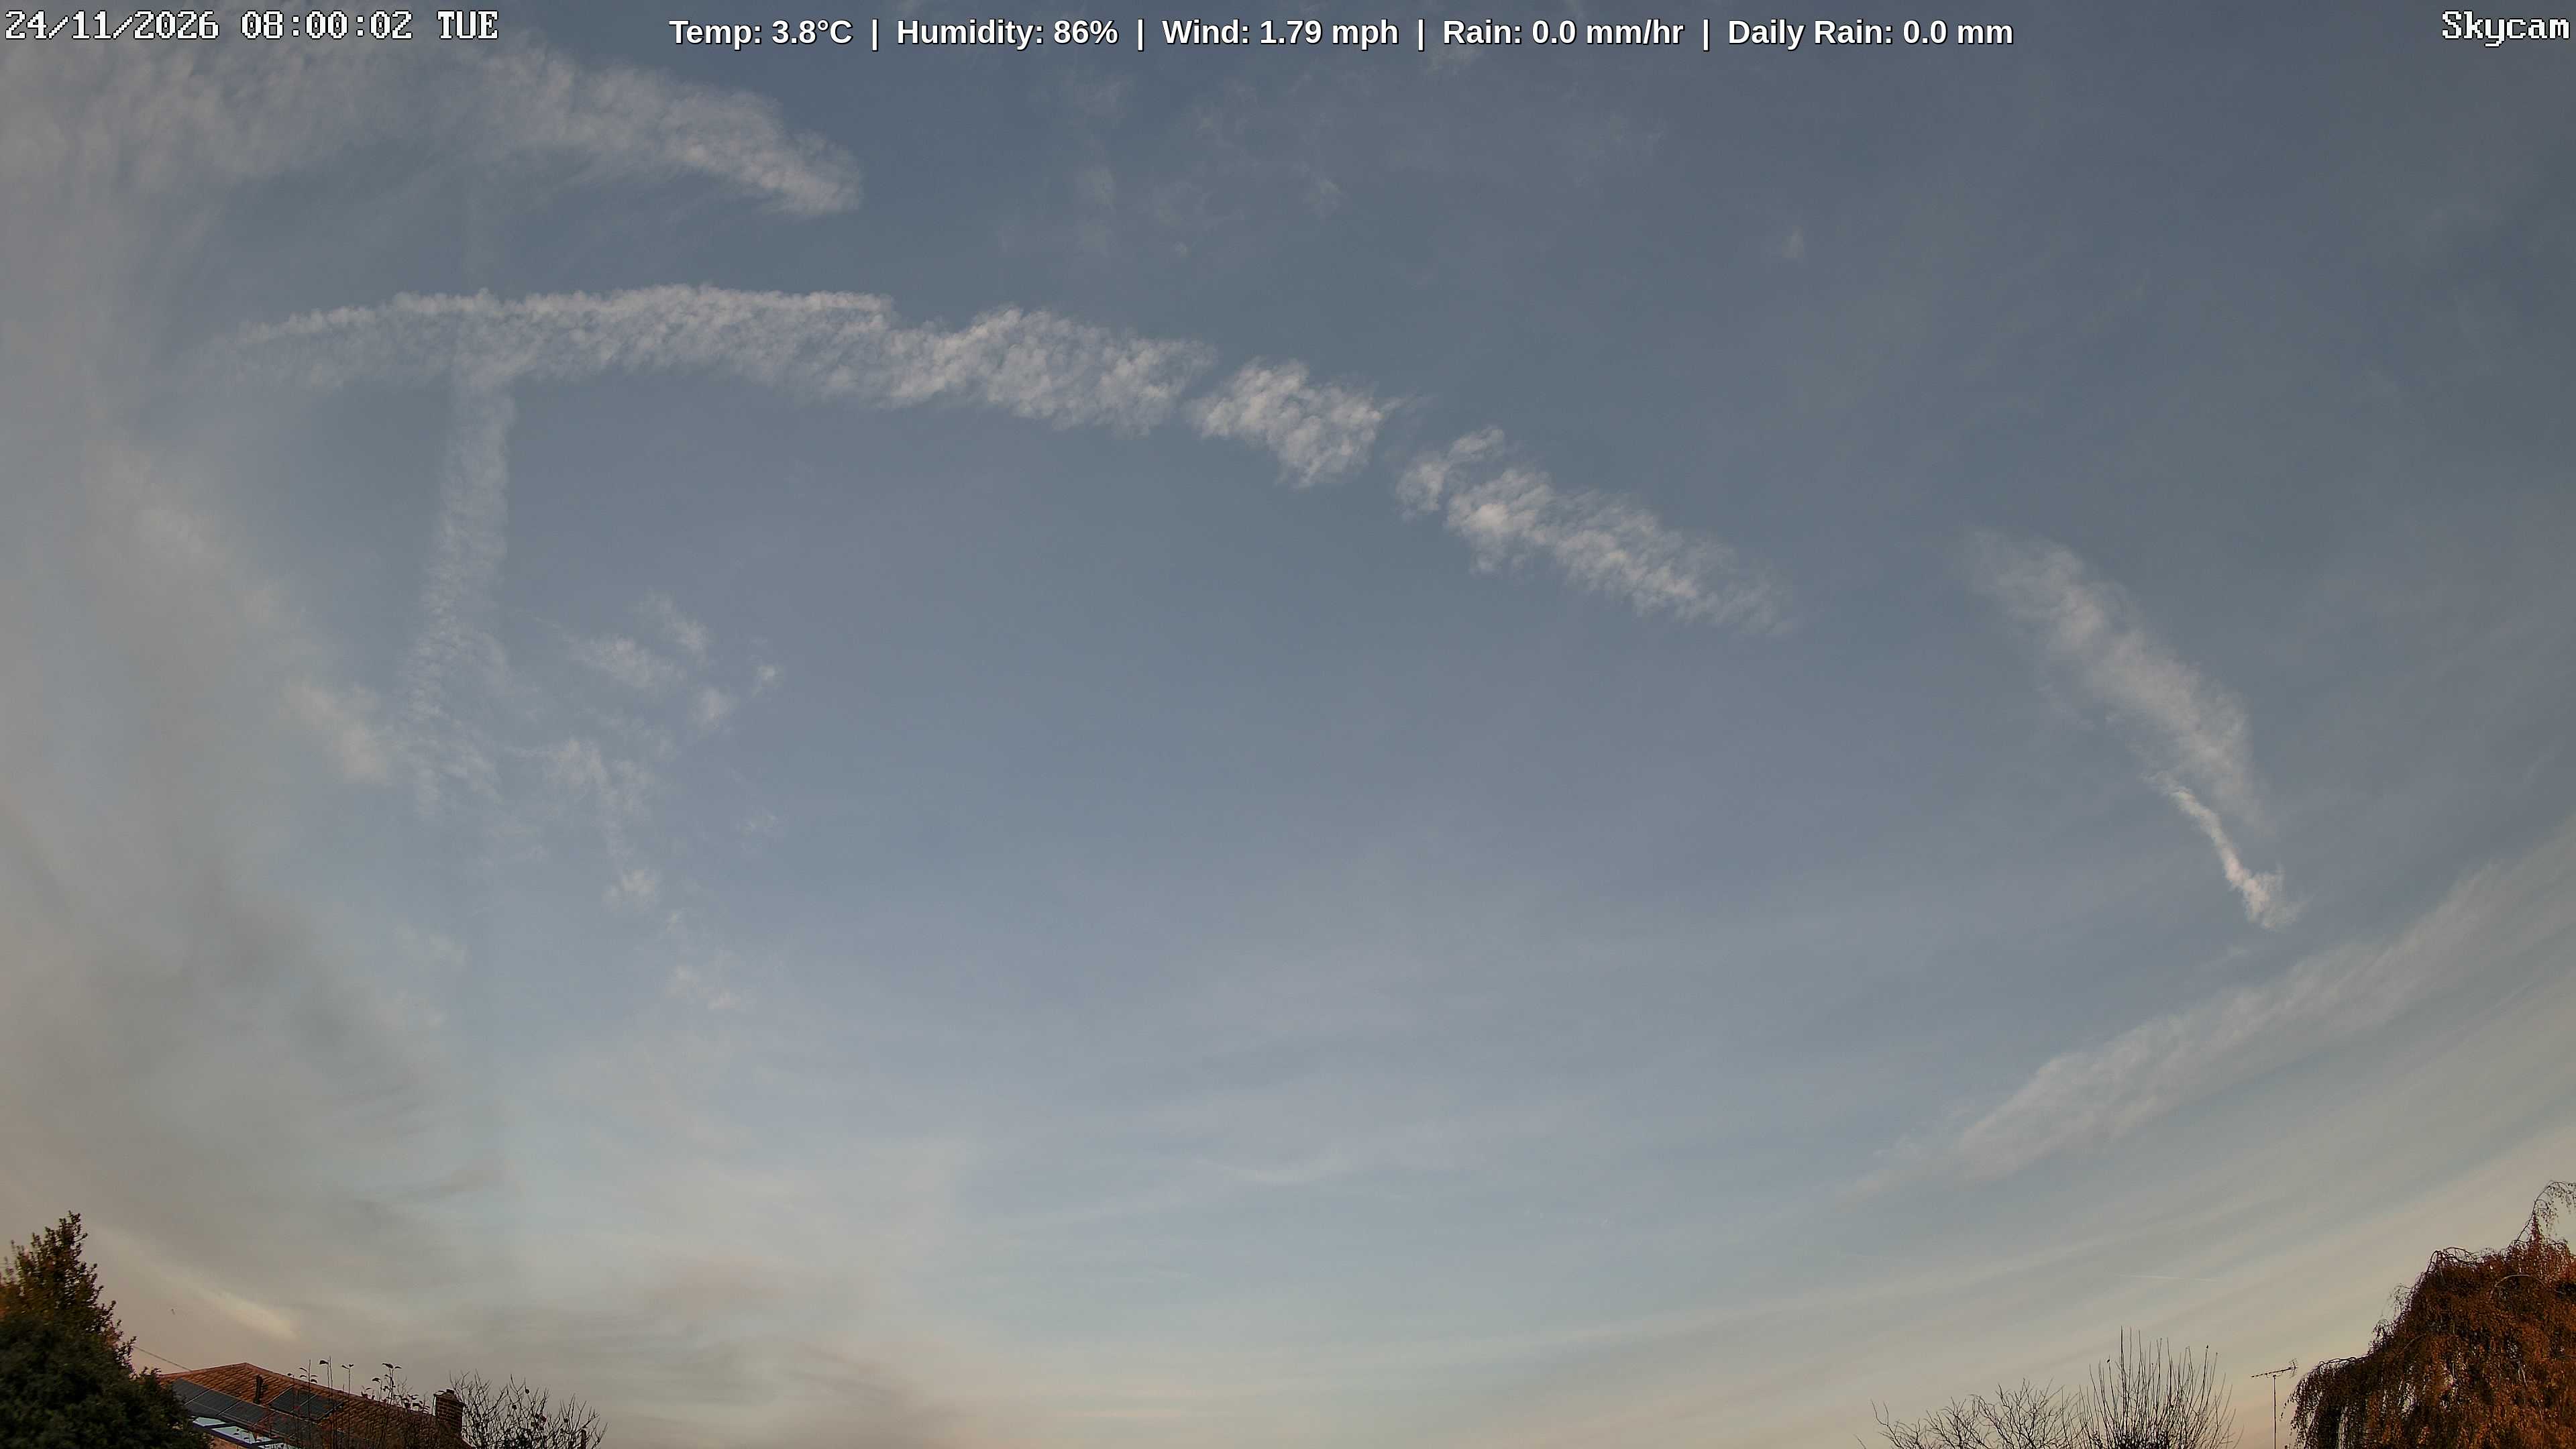 24/11/2026 08:00:02 TUE
Temp: 3.8°C | Humidity: 86% | Wind: 1.79 mph | Rain: 0.0 mm/hr | Daily Rain: 0.0 mm
Skycam